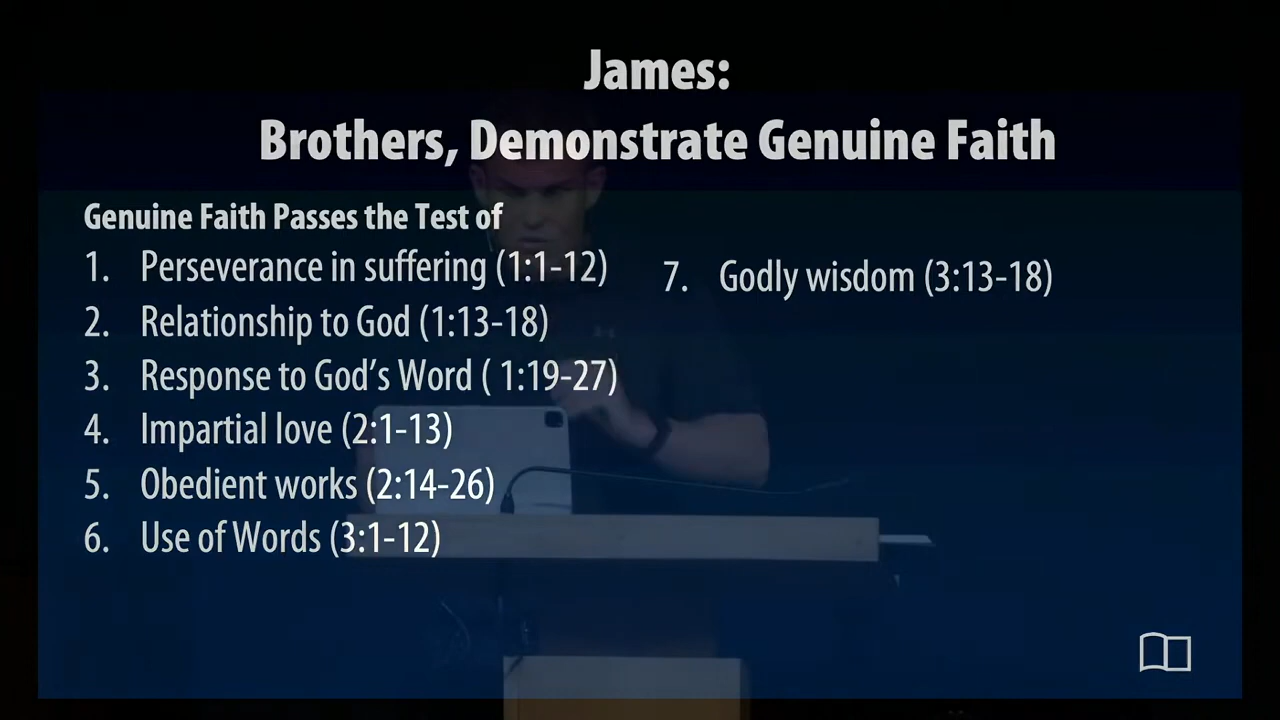 James:
Brothers, Demonstrate Genuine Faith
Genuine Faith Passes the Test of
1. Perseverance in suffering (1:1-12)
2. Relationship to God (1:13-18)
3. Response to God’s Word ( 1:19-27)
4. Impartial love (2:1-13)
5. Obedient works (2:14-26)
6. Use of Words (3:1-12)
7. Godly wisdom (3:13-18)